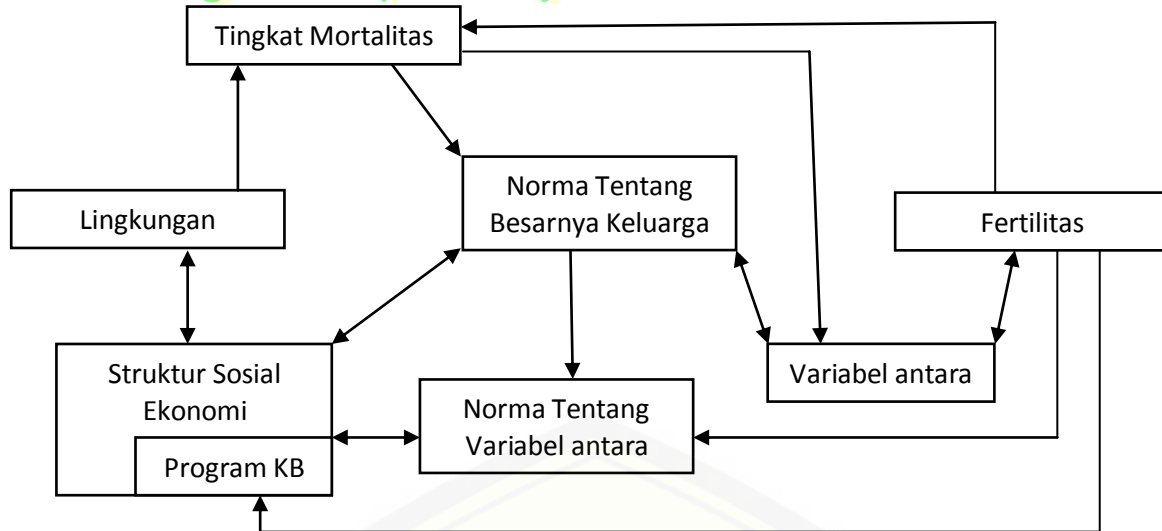 Tingkat Mortalitas
Norma Tentang
Besarnya Keluarga
Lingkungan
Fertilitas
Struktur Sosial
Ekonomi
Program KB
Norma Tentang
Variabel antara
Variabel antara